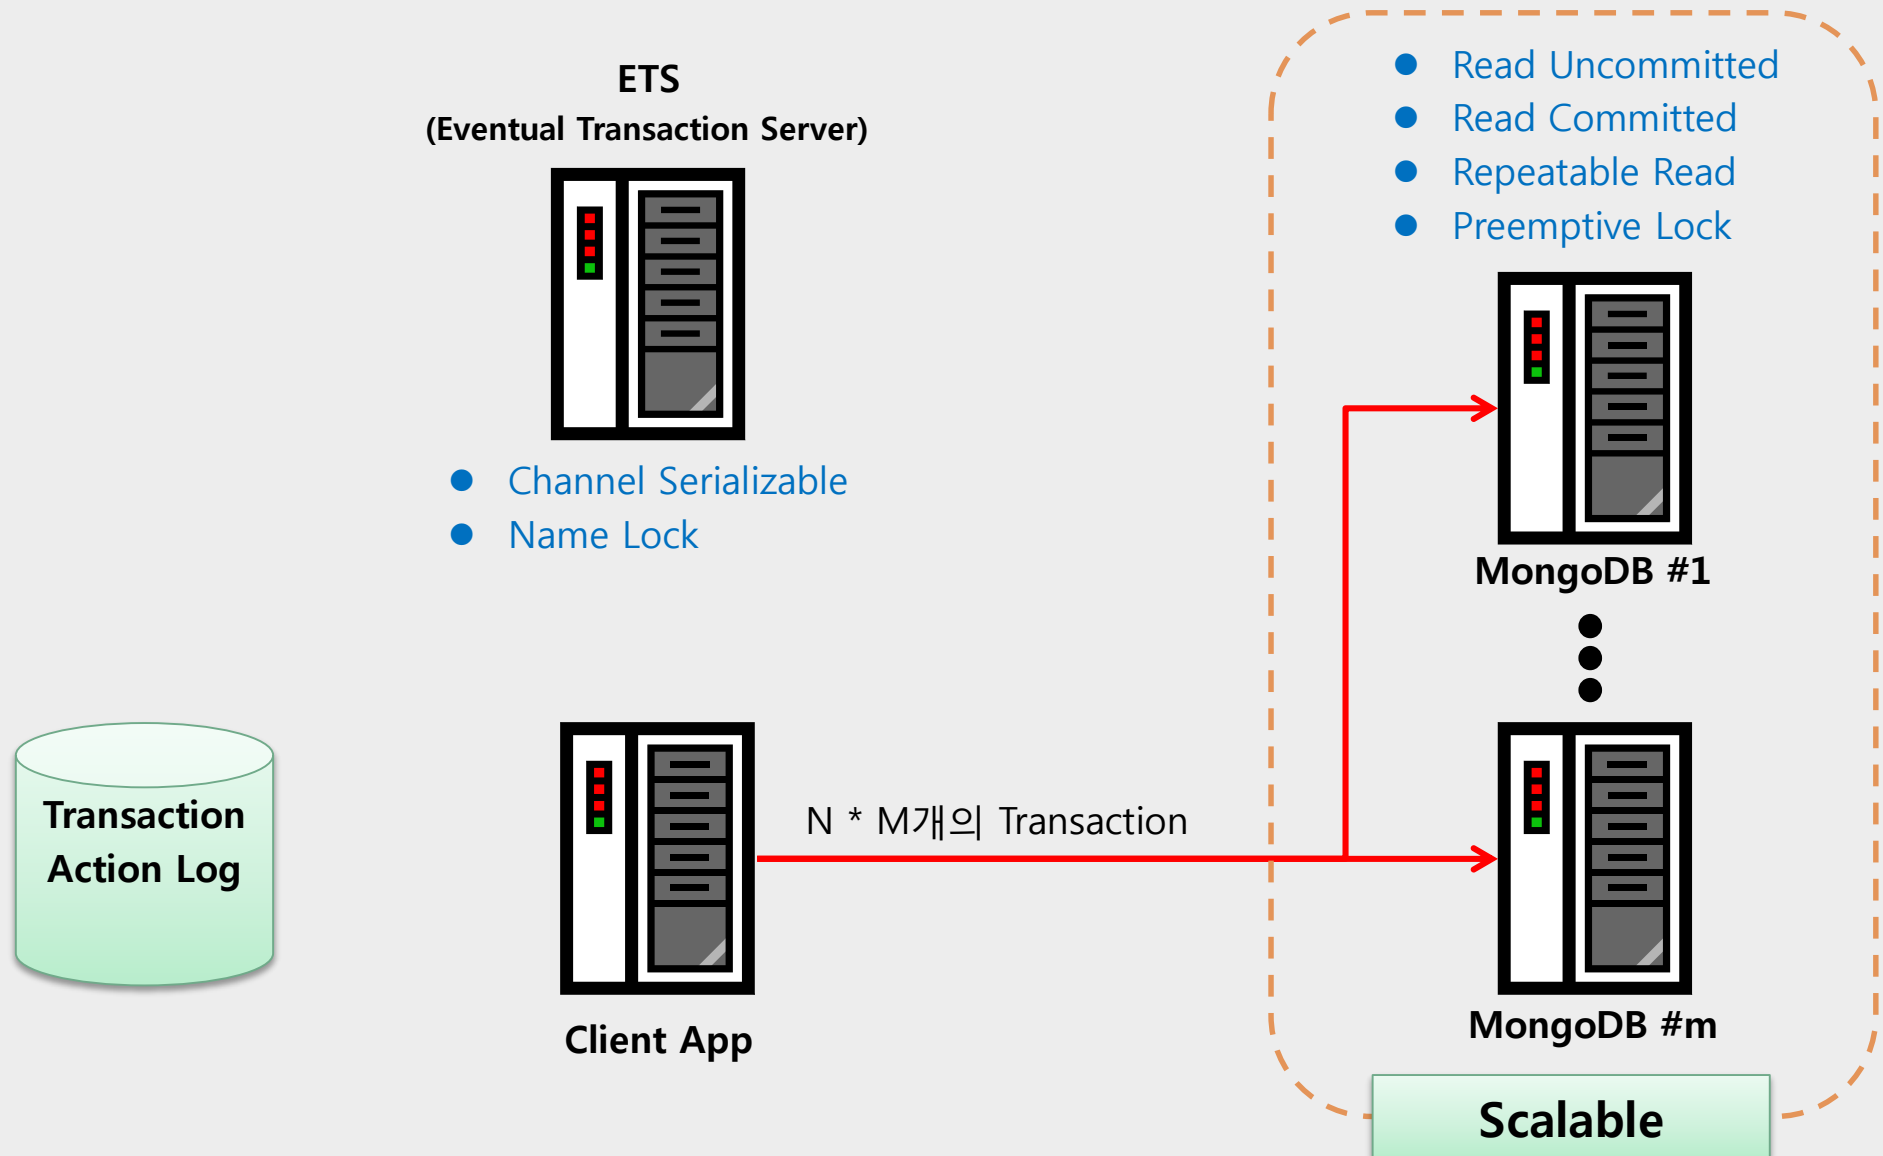 ETS
(Eventual Transaction Server)
● Channel Serializable
● Name Lock
● Read Uncommitted
● Read Committed
● Repeatable Read
● Preemptive Lock
MongoDB #1
Transaction
Action Log
N * M개의 Transaction
Client App
MongoDB #m
Scalable